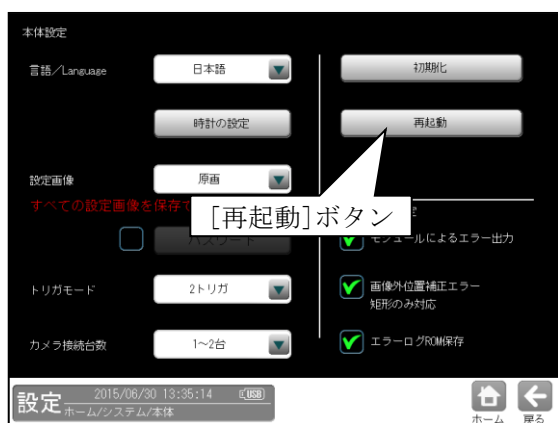 本体設定
言語／Language
日本語
初期化
時計の設定
再起動
設定画像
原画
すべての設定画像を保存で
[再起動]ボタン
定
パスワード
モジュールによるエラー出力
トリガモード
2トリガ
画像外位置補正エラー
矩形のみ対応
カメラ接続台数
1～2台
エラーログROM保存
設定
2015/06/30 13:35:14
USB
ホーム/システム/本体
ホーム
戻る